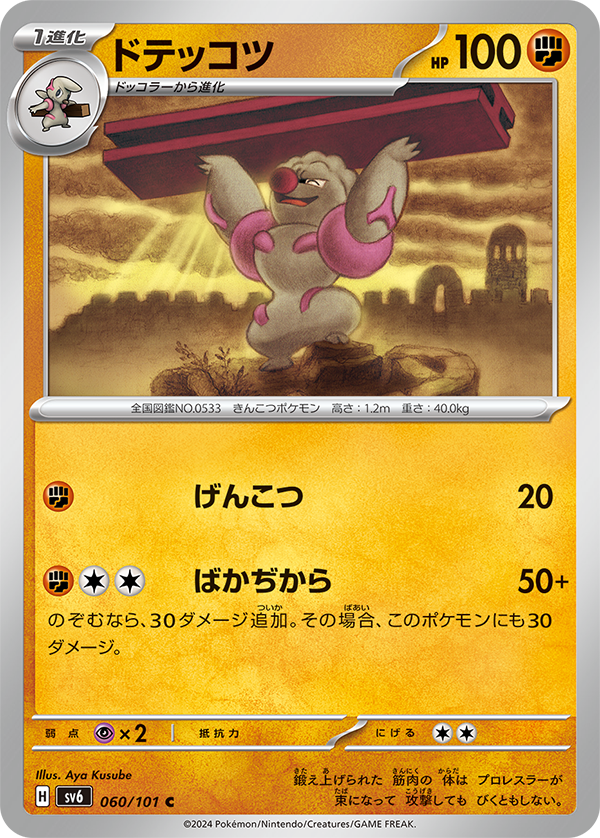 1進化
ドテッコツ
HP 100
ドッコラーから進化
全国図鑑NO.0533 きんこつポケモン 高さ：1.2m 重さ：40.0kg
げんこつ 20
ばかぢから 50+
のぞむなら、30ダメージ追加。その場合、このポケモンにも30
ダメージ。
弱点 ×2 抵抗力 にげる
Illus. Aya Kusube
H sv6 060/101 C
鍛え上げられた 筋肉の 体は プロレスラーが
束になって 攻撃しても びくともしない。
©2024 Pokémon/Nintendo/Creatures/GAME FREAK.